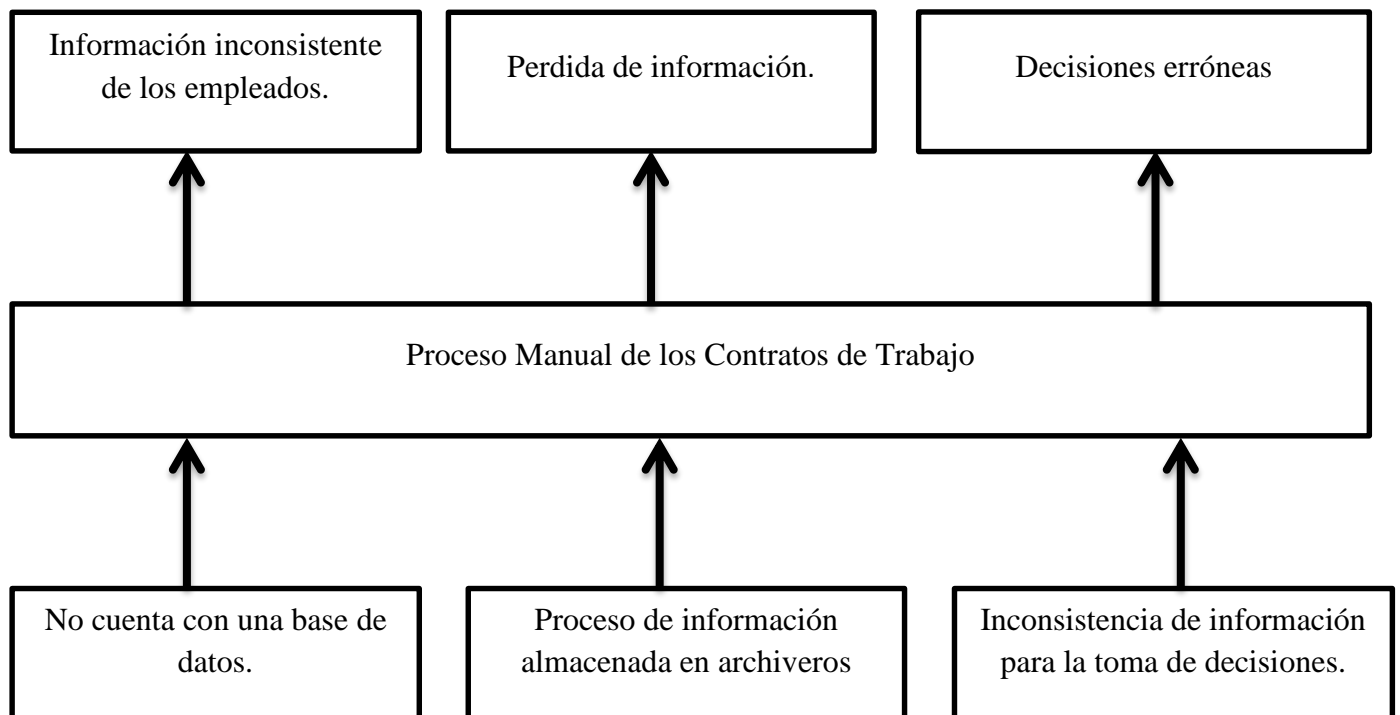 Información inconsistente
de los empleados.
Perdida de información.
Decisiones erróneas
Proceso Manual de los Contratos de Trabajo
No cuenta con una base de
datos.
Proceso de información
almacenada en archiveros
Inconsistencia de información
para la toma de decisiones.